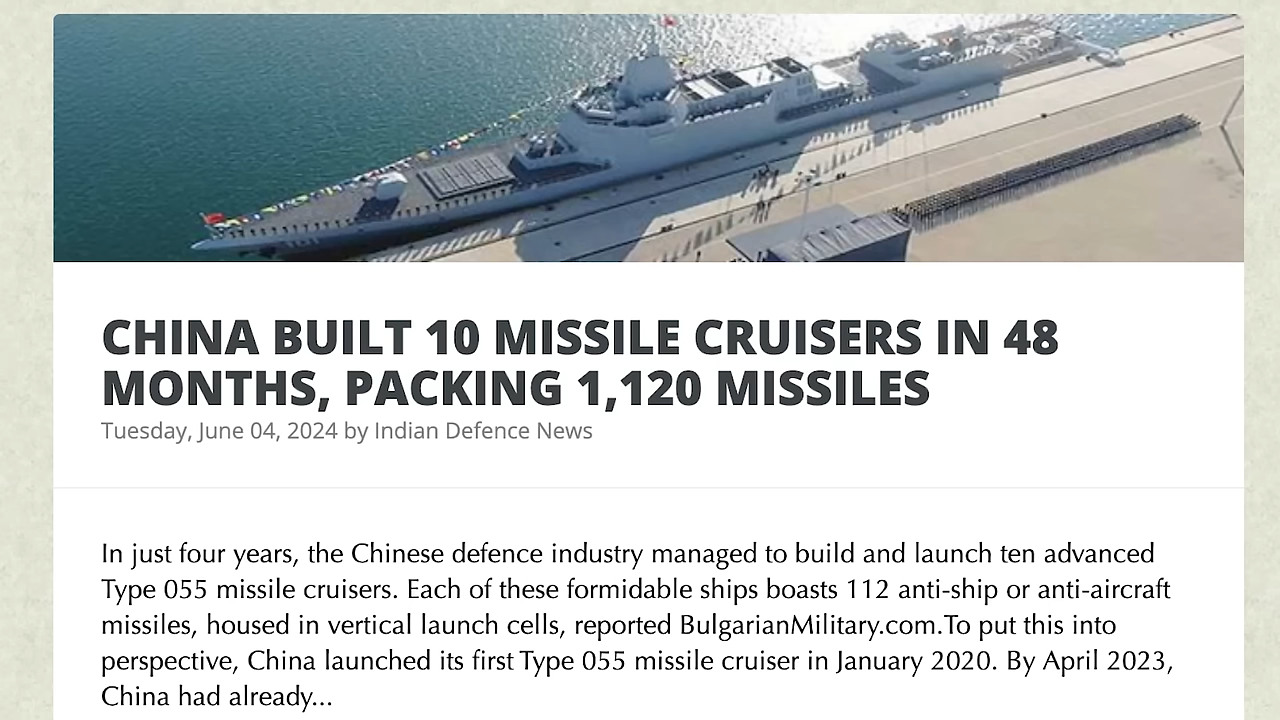 CHINA BUILT 10 MISSILE CRUISERS IN 48
MONTHS, PACKING 1,120 MISSILES
Tuesday, June 04, 2024 by Indian Defence News
In just four years, the Chinese defence industry managed to build and launch ten advanced
Type 055 missile cruisers. Each of these formidable ships boasts 112 anti-ship or anti-aircraft
missiles, housed in vertical launch cells, reported BulgarianMilitary.com.To put this into
perspective, China launched its first Type 055 missile cruiser in January 2020. By April 2023,
China had already...